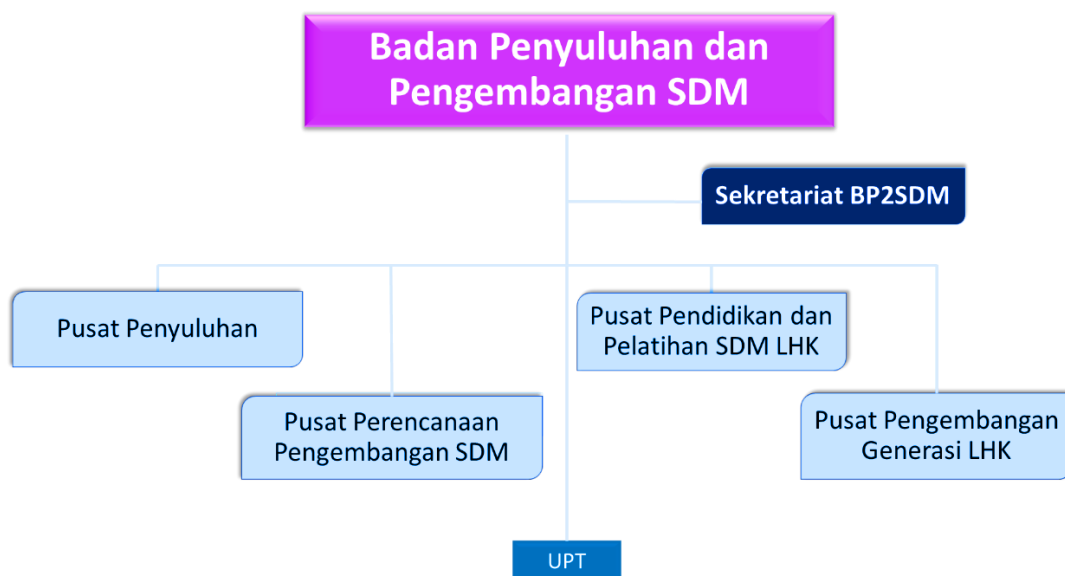 Badan Penyuluhan dan
Pengembangan SDM
Sekretariat BP2SDM
Pusat Penyuluhan
Pusat Pendidikan dan
Pelatihan SDM LHK
Pusat Perencanaan
Pengembangan SDM
Pusat Pengembangan
Generasi LHK
UPT